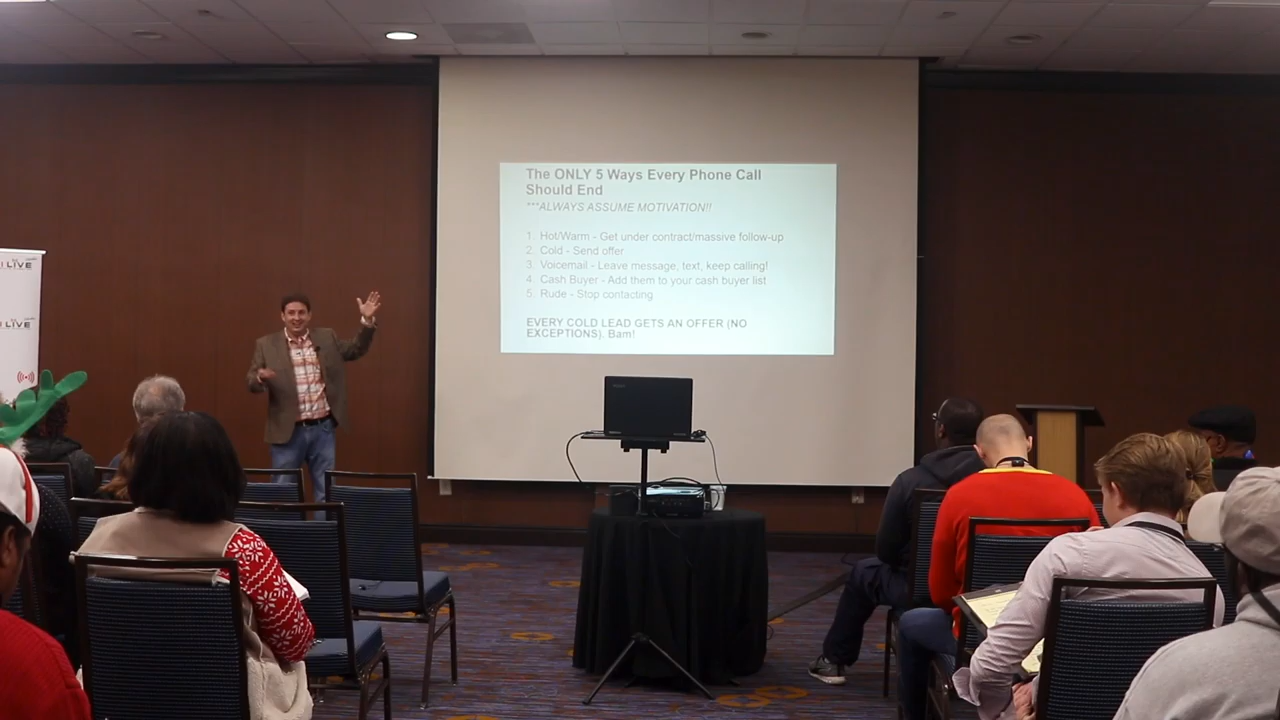 The ONLY 5 Ways Every Phone Call
Should End
***ALWAYS ASSUME MOTIVATION!!
1. Hot/Warm - Get under contract/massive follow-up
2. Cold - Send offer
3. Voicemail - Leave message, text, keep calling!
4. Cash Buyer - Add them to your cash buyer list
5. Rude - Stop contacting
EVERY COLD LEAD GETS AN OFFER (NO
EXCEPTIONS). Bam!
LIVE
LIVE